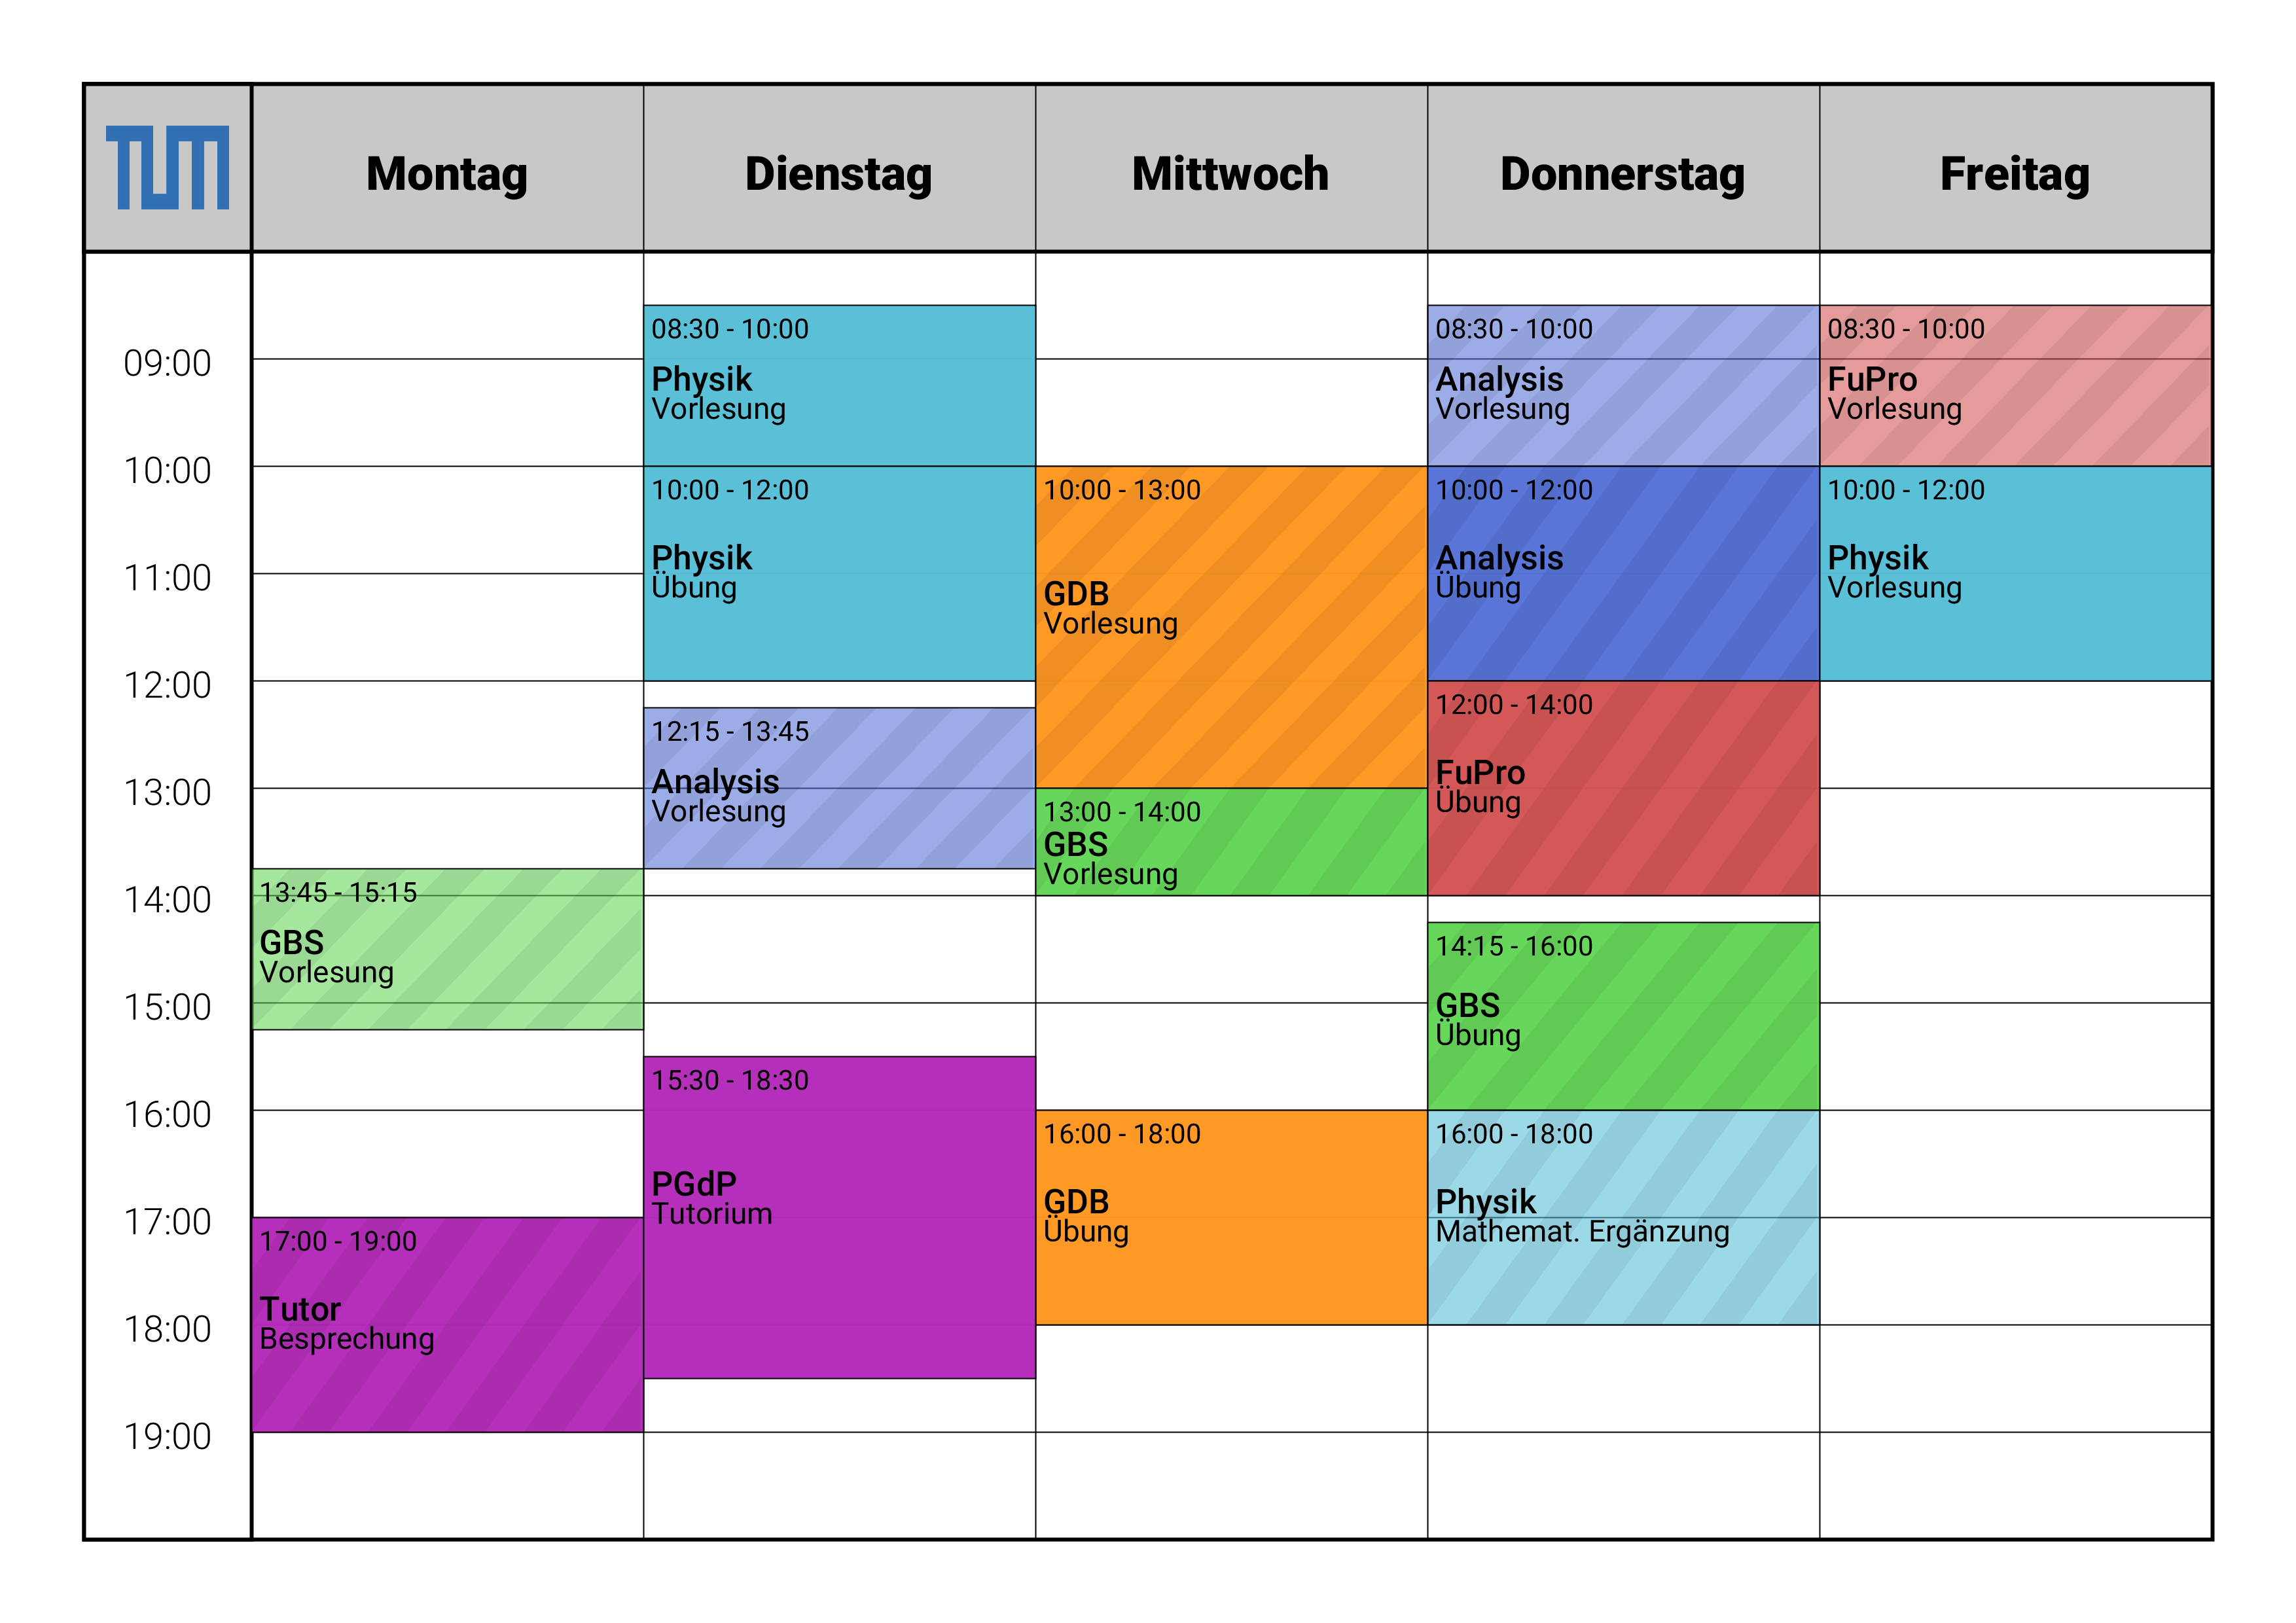 TUM
Montag
Dienstag
Mittwoch
Donnerstag
Freitag
09:00
10:00
11:00
12:00
13:00
14:00
15:00
16:00
17:00
18:00
19:00
13:45 - 15:15
GBS
Vorlesung
17:00 - 19:00
Tutor
Besprechung
08:30 - 10:00
Physik
Vorlesung
10:00 - 12:00
Physik
Übung
12:15 - 13:45
Analysis
Vorlesung
15:30 - 18:30
PGdP
Tutorium
10:00 - 13:00
GDB
Vorlesung
13:00 - 14:00
GBS
Vorlesung
16:00 - 18:00
GDB
Übung
08:30 - 10:00
Analysis
Vorlesung
10:00 - 12:00
Analysis
Übung
12:00 - 14:00
FuPro
Übung
14:15 - 16:00
GBS
Übung
16:00 - 18:00
Physik
Mathemat. Ergänzung
08:30 - 10:00
FuPro
Vorlesung
10:00 - 12:00
Physik
Vorlesung